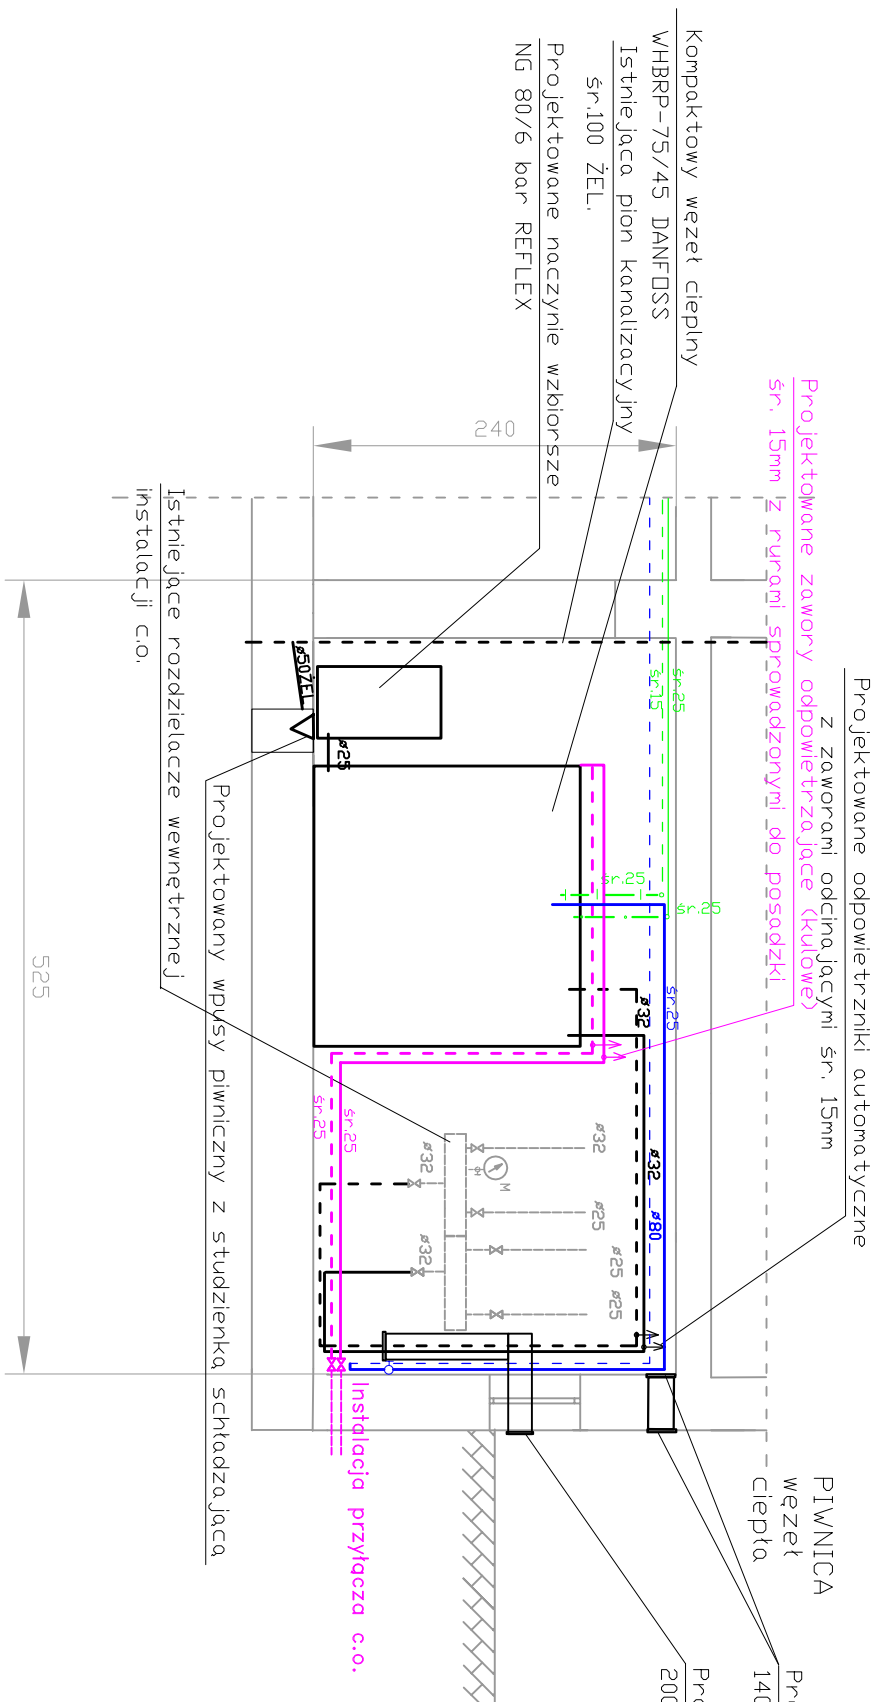 Kompaktowy węzeł cieplny
WHBRP-75/45 DANFOSS
Istniejąca pion kanalizacyjny
śr.100 ŻEL.
Projektowane naczynie wzbiorsze
NG 80/6 bar REFLEX
Projektowane zawory odpowietrzające (kulowe)
śr. 15mm z rurami sprowadzonymi do posadzki
Projektowane odpowietrzniki automatyczne
z zaworami odcinającymi śr. 15mm
240
Istniejące rozdzielacze wewnętrznej
instalacji c.o.
Projektowany wpusy piwniczny z studzienką schładzającą
525
ø50ŻEL.
ø25
śr.25
śr.15
śr.25
śr.25
śr.25
ø32
ø32
ø80
śr.25
śr.25
ø32
ø32
ø32
ø25
ø25
ø25
M
Instalacja przyłącza c.o.
PIWNICA
węzeł
ciepła